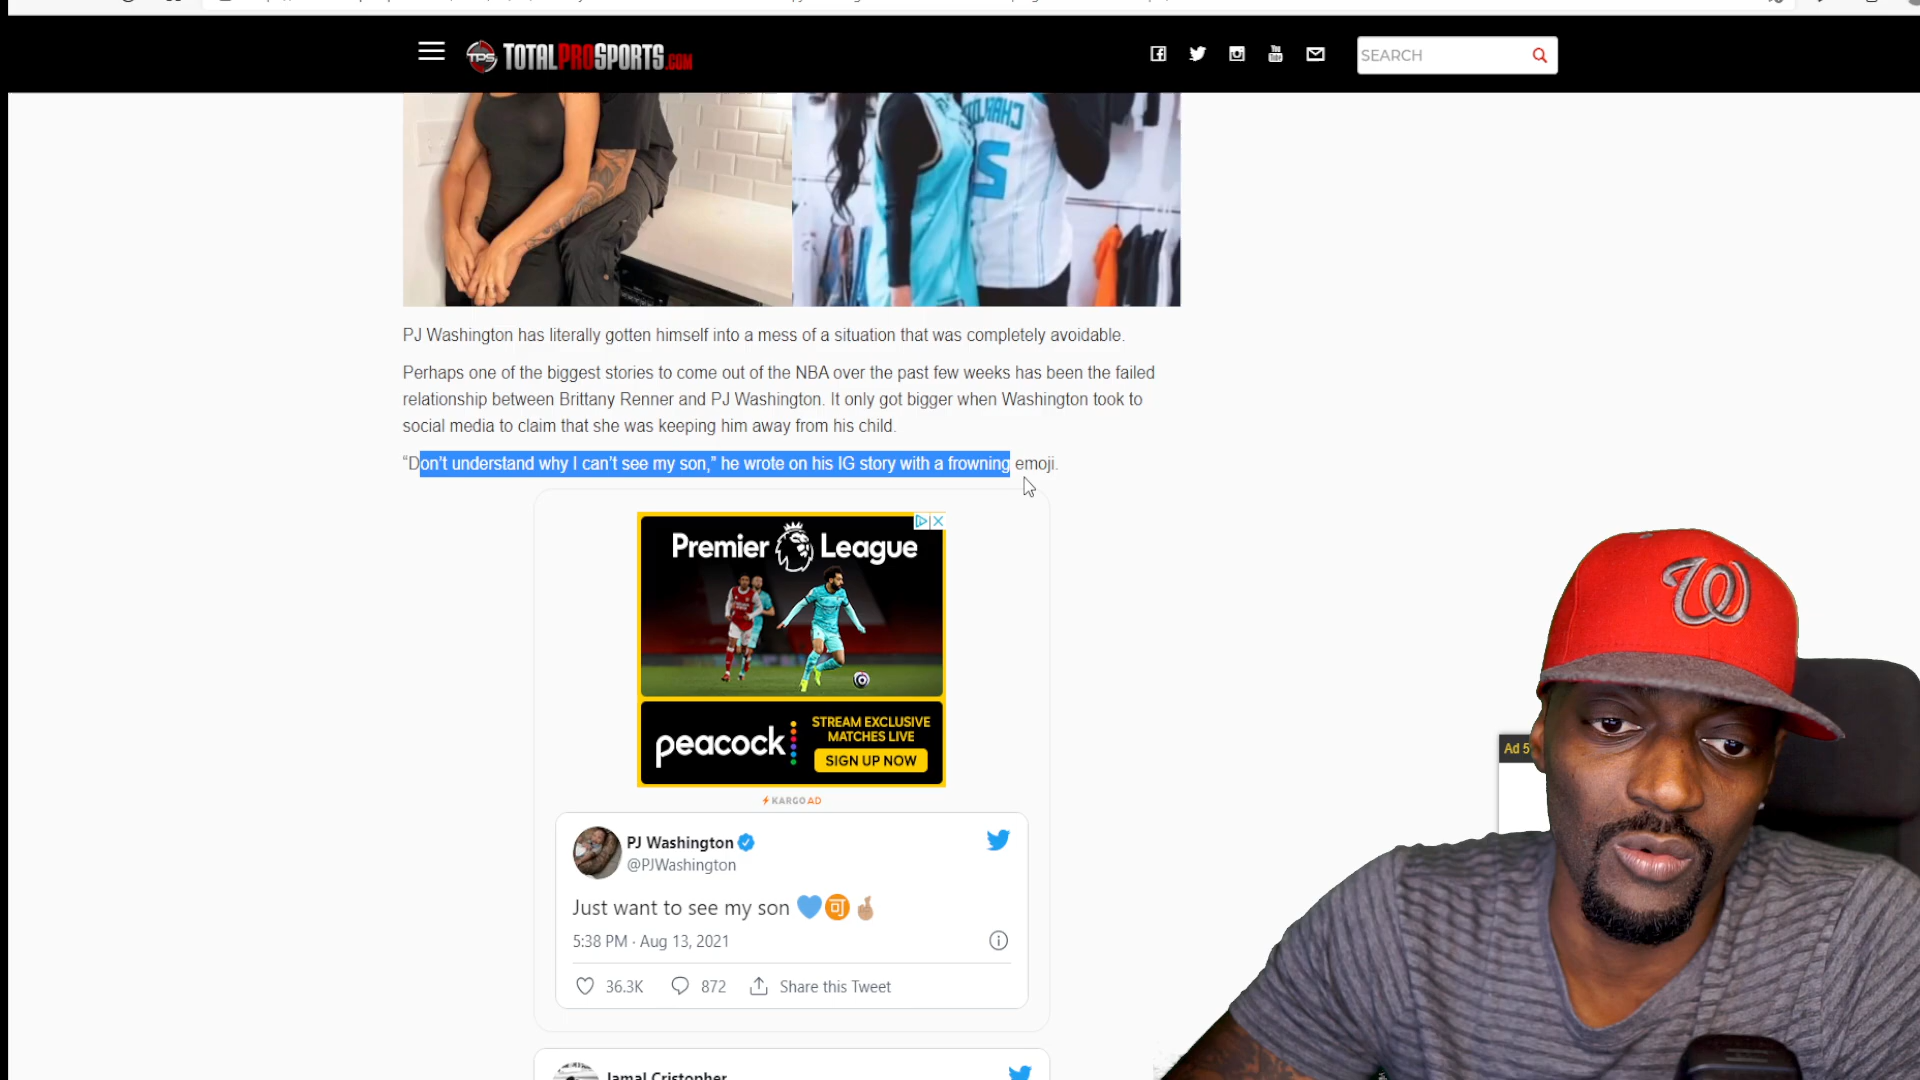 TPS TOTALPROSPORTS.COM
SEARCH
CHARLOT
2
PJ Washington has literally gotten himself into a mess of a situation that was completely avoidable.
Perhaps one of the biggest stories to come out of the NBA over the past few weeks has been the failed
relationship between Brittany Renner and PJ Washington. It only got bigger when Washington took to
social media to claim that she was keeping him away from his child.
“Don’t understand why I can’t see my son,” he wrote on his IG story with a frowning emoji.
Premier League
peacock
STREAM EXCLUSIVE
MATCHES LIVE
SIGN UP NOW
KARGO AD
PJ Washington
@PJWashington
Just want to see my son 💙🉑🤞🏽
5:38 PM · Aug 13, 2021
36.3K 872 Share this Tweet
Jamal Cristopher
Ad 5
W